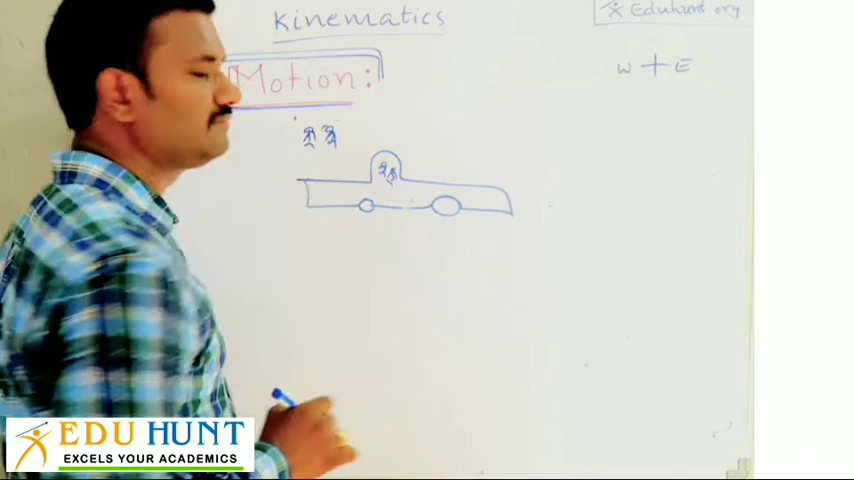 Kinematics
Eduhunt org
Motion:
W + E
EDU HUNT
EXCELS YOUR ACADEMICS